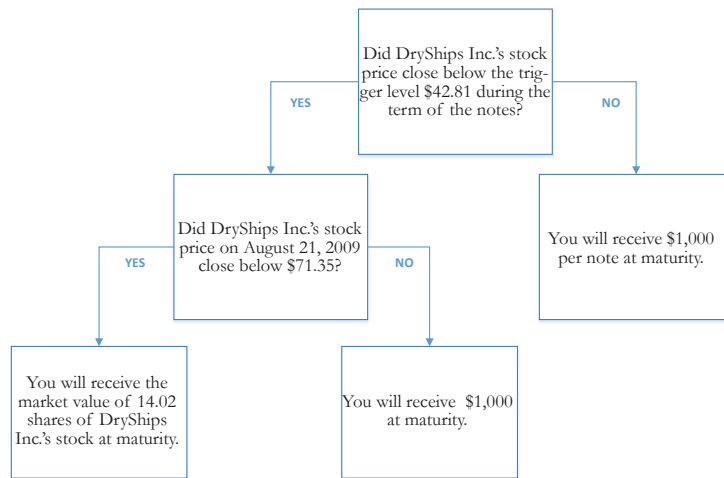 Did DryShips Inc.'s stock
price close below the trig-
ger level $42.81 during the
term of the notes?
YES
NO
Did DryShips Inc.'s stock
price on August 21, 2009
close below $71.35?
You will receive $1,000
per note at maturity.
YES
NO
You will receive the
market value of 14.02
shares of DryShips
Inc.'s stock at maturity.
You will receive $1,000
at maturity.